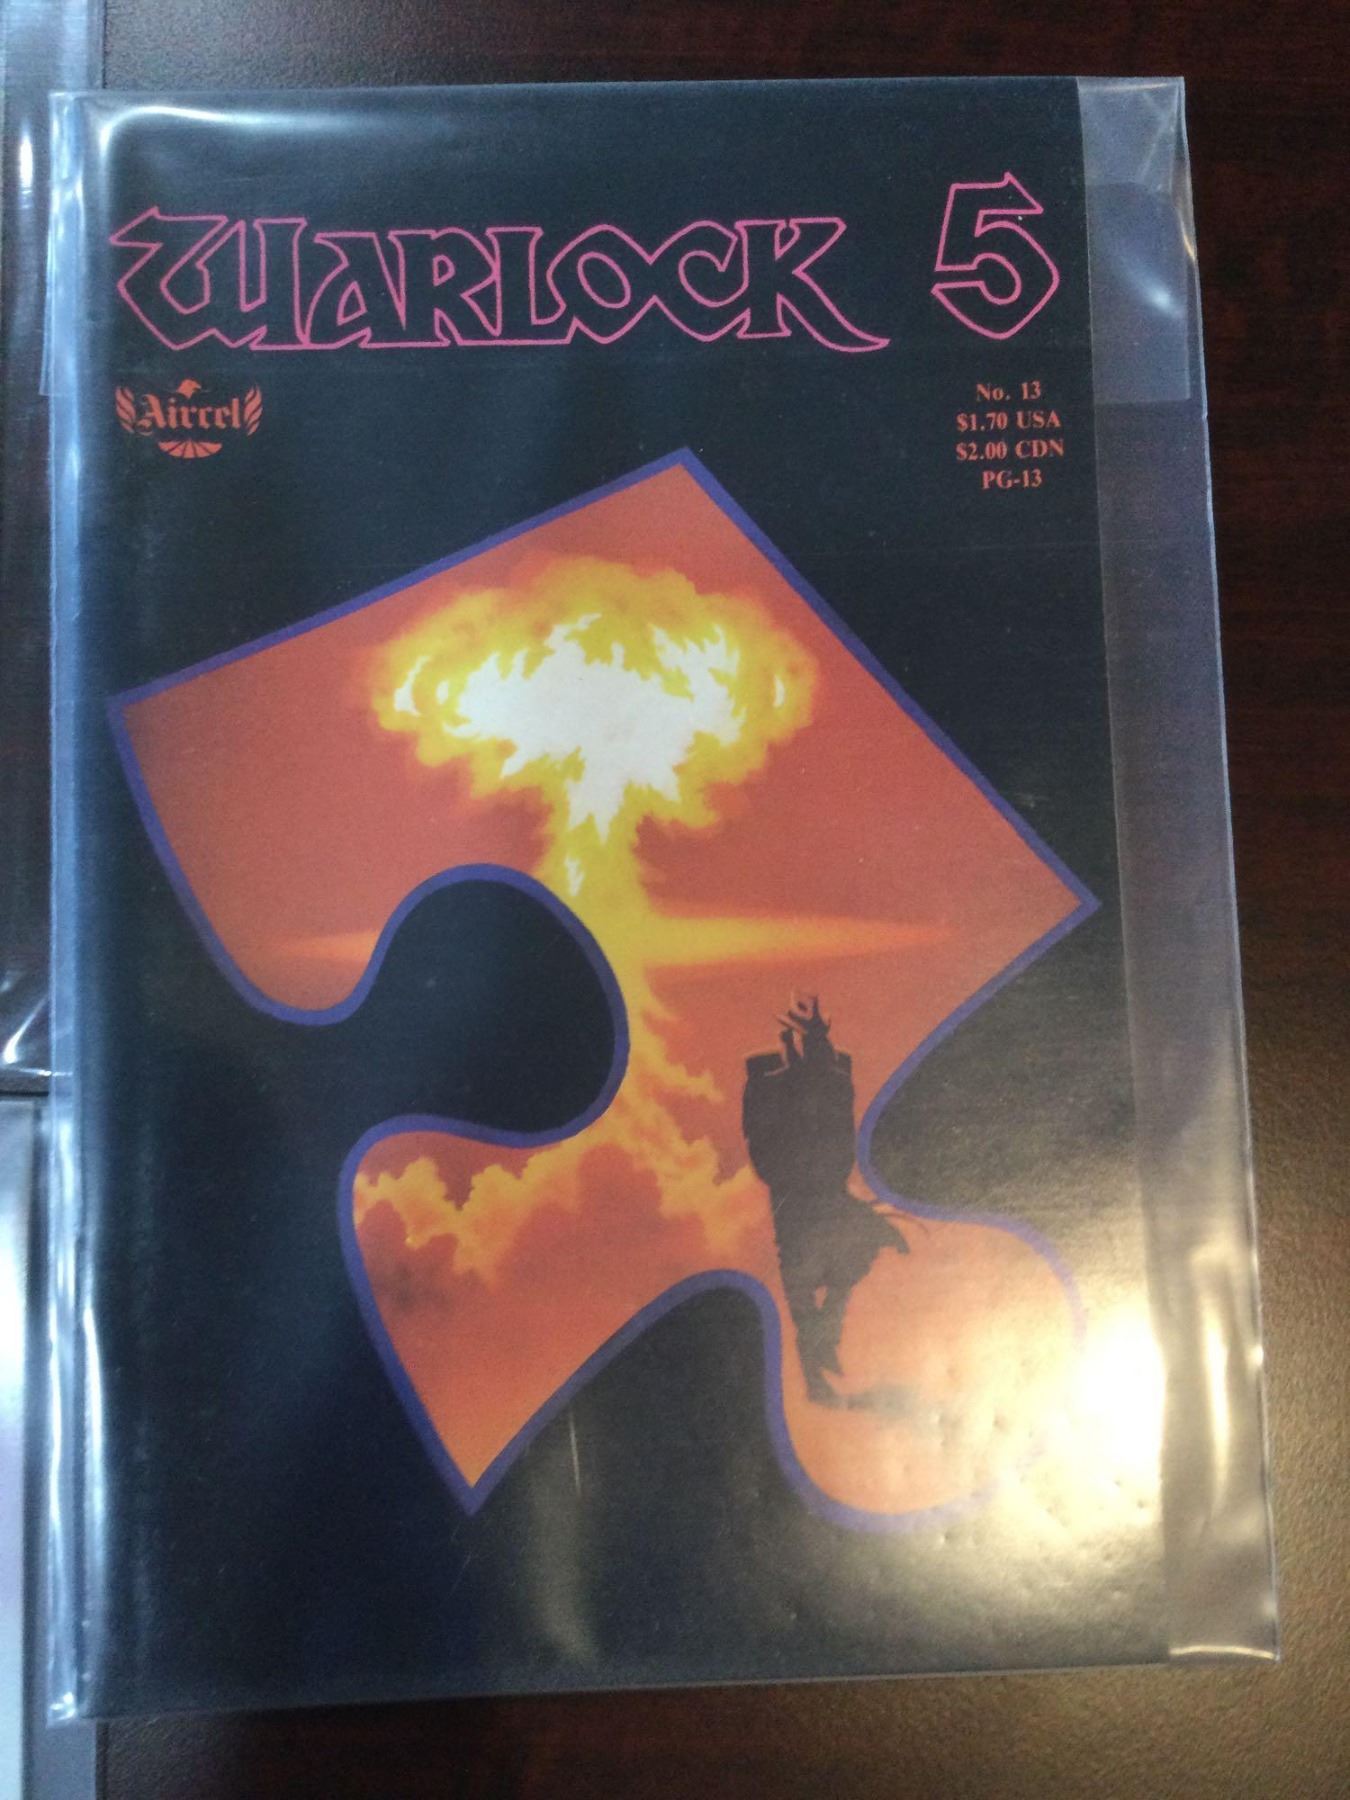 WARLOCK 5
Aircel
No. 13
$1.70 USA
$2.00 CDN
PG-13